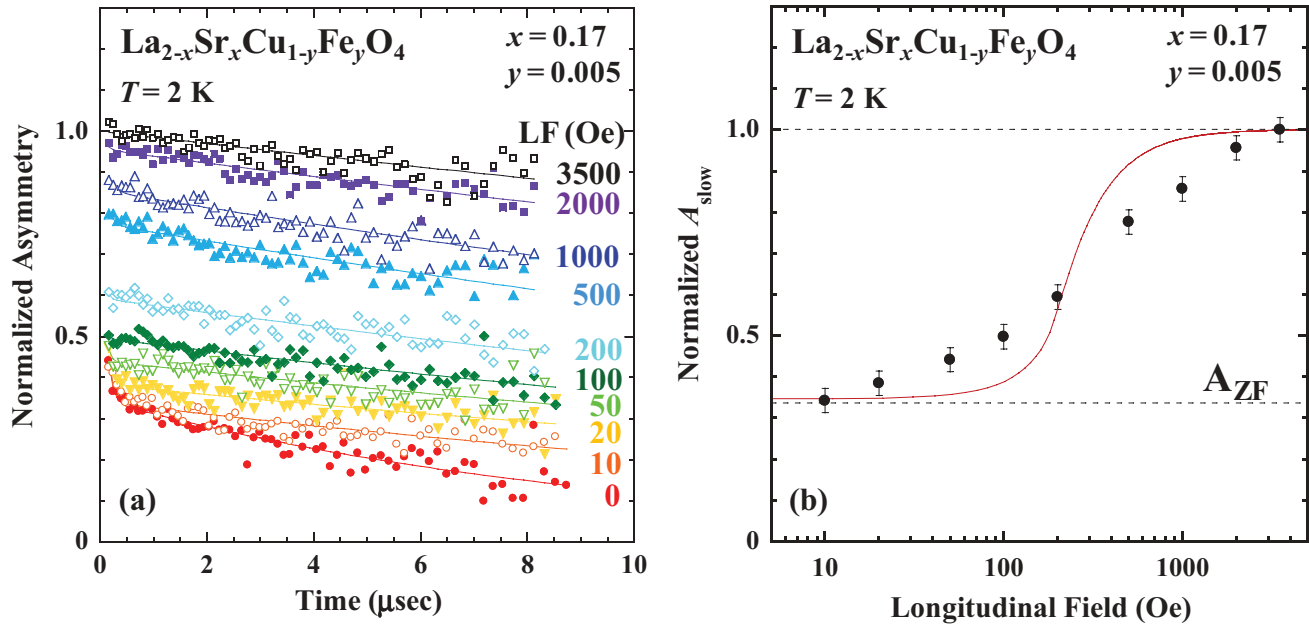 La2-xSrxCu1-yFeyO4
x = 0.17
y = 0.005
T = 2 K
LF (Oe)
3500
2000
1000
500
200
100
50
20
10
0
(a)
Normalized Asymmetry
1.0
0.5
0
0 2 4 6 8 10
Time (μsec)
La2-xSrxCu1-yFeyO4
x = 0.17
y = 0.005
T = 2 K
AZF
(b)
Normalized Aslow
1.0
0.5
0
10 100 1000
Longitudinal Field (Oe)